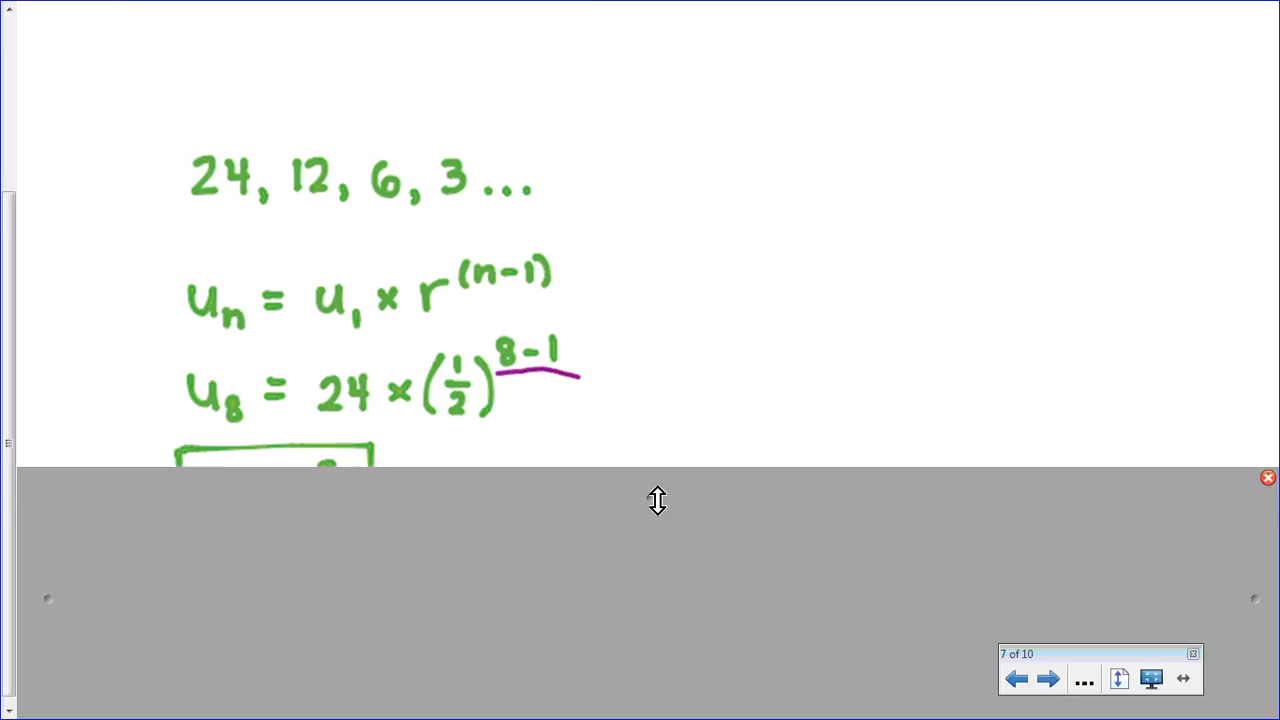 24, 12, 6, 3 ...
uₙ = u₁ × r⁽ⁿ⁻¹⁾
u₈ = 24 × (1/2)⁸⁻¹
7 of 10